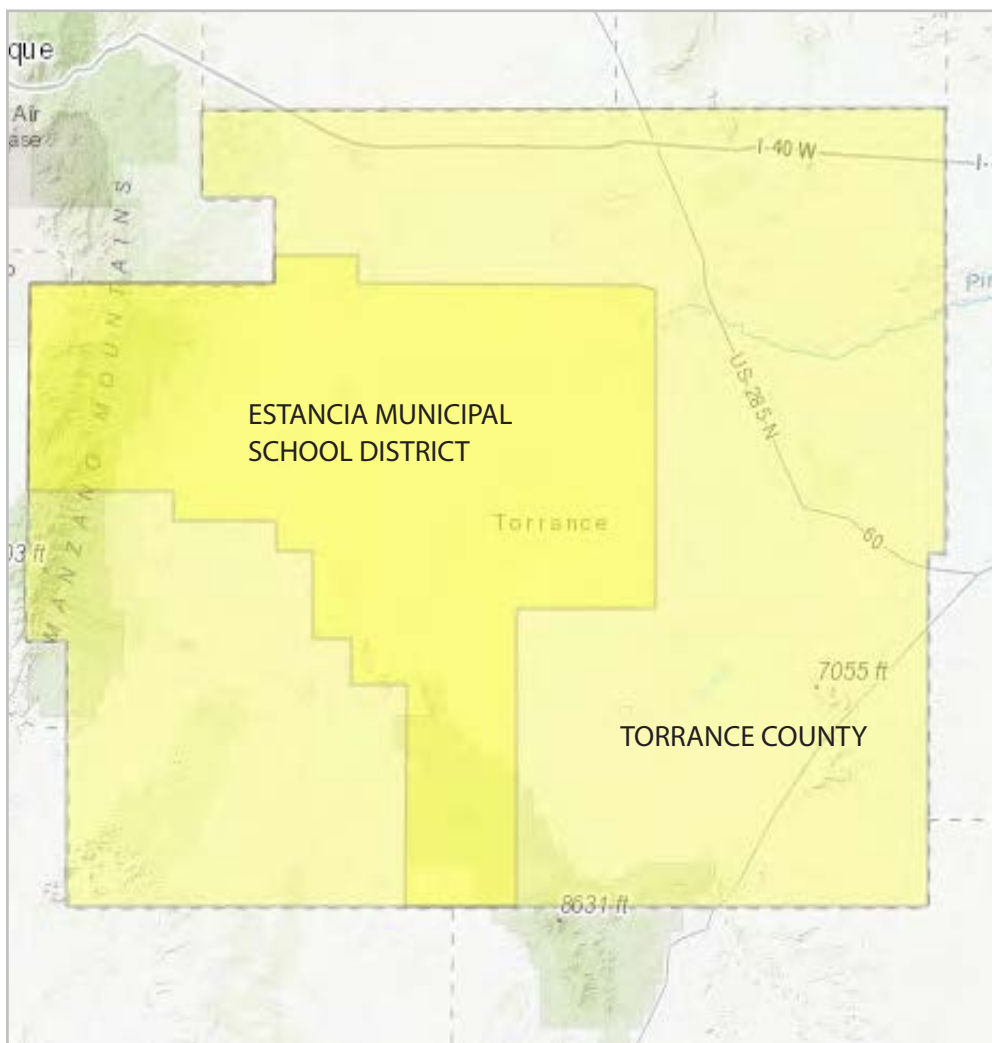 que
Air
ase
I-40 W
I-
MANZANO MOUNTAINS
Pin
US-285-N
ESTANCIA MUNICIPAL
SCHOOL DISTRICT
Torrance
60
03 ft
7055 ft
TORRANCE COUNTY
8631 ft